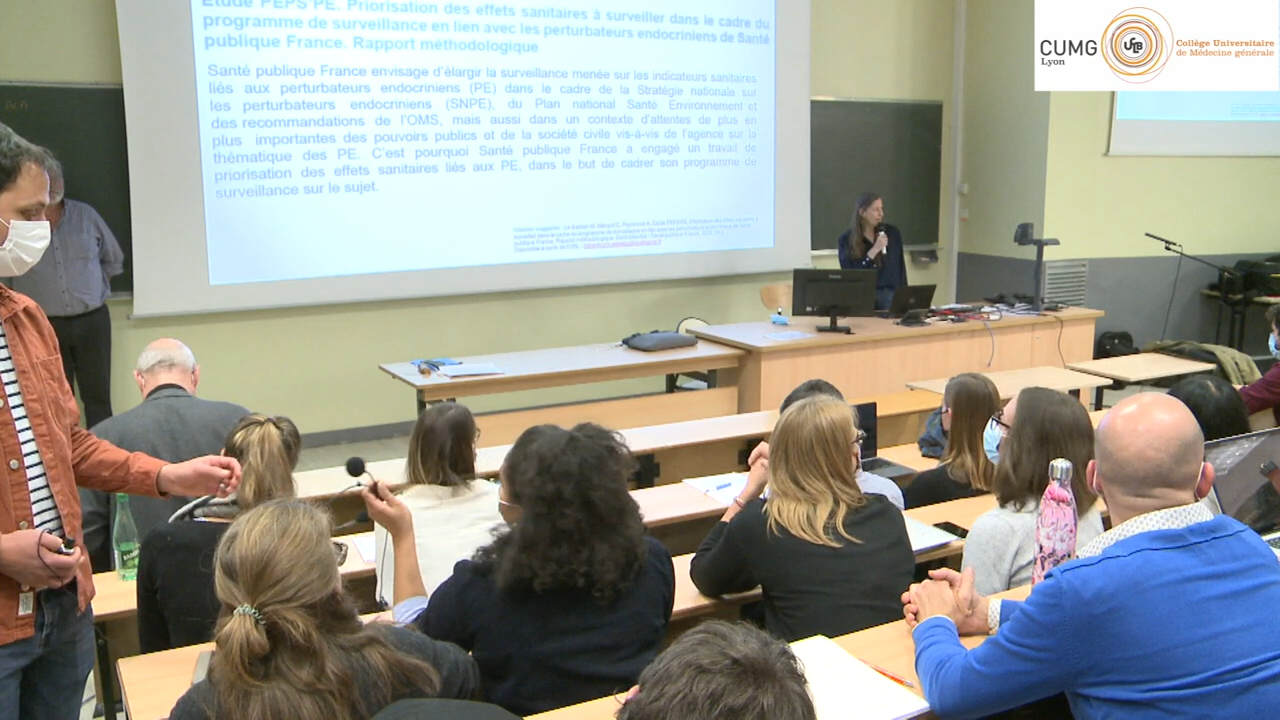 Etude PEPS'PE. Priorisation des effets sanitaires à surveiller dans le cadre du
programme de surveillance en lien avec les perturbateurs endocriniens de Santé
publique France. Rapport méthodologique
Santé publique France envisage d'élargir la surveillance menée sur les indicateurs sanitaires
liés aux perturbateurs endocriniens (PE) dans le cadre de la Stratégie nationale sur
les perturbateurs endocriniens (SNPE), du Plan national Santé Environnement et
des recommandations de l'OMS, mais aussi dans un contexte d'attentes de plus en
plus importantes des pouvoirs publics et de la société civile vis-à-vis de l'agence sur la
thématique des PE. C'est pourquoi Santé publique France a engagé un travail de
priorisation des effets sanitaires liés aux PE, dans le but de cadrer son programme de
surveillance sur le sujet.
CUMG
Lyon
Collège Universitaire
de Médecine générale